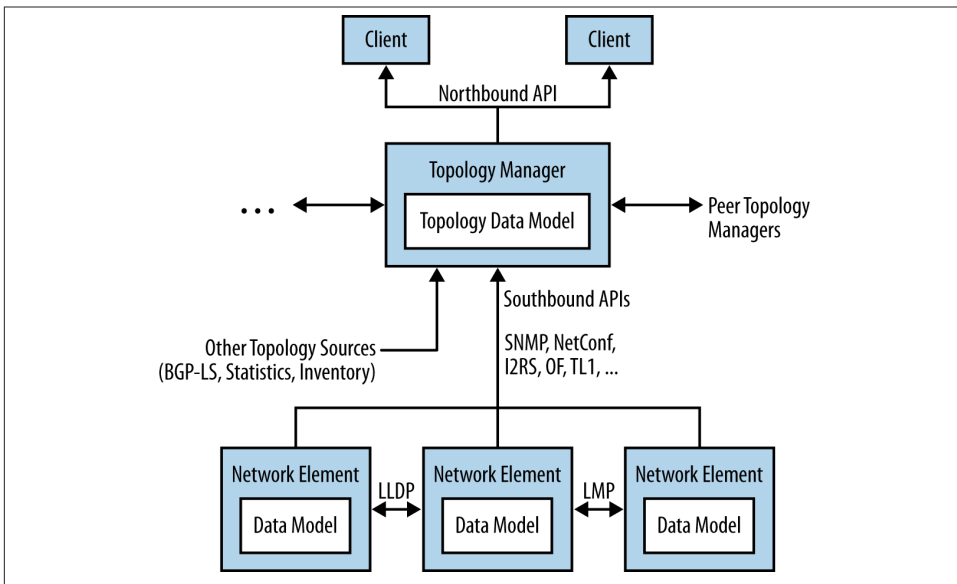 Client
Client
Northbound API
Topology Manager
Topology Data Model
...
Peer Topology
Managers
Southbound APIs
Other Topology Sources
(BGP-LS, Statistics, Inventory)
SNMP, NetConf,
I2RS, OF, TL1, ...
Network Element
Data Model
LLDP
Network Element
Data Model
LMP
Network Element
Data Model